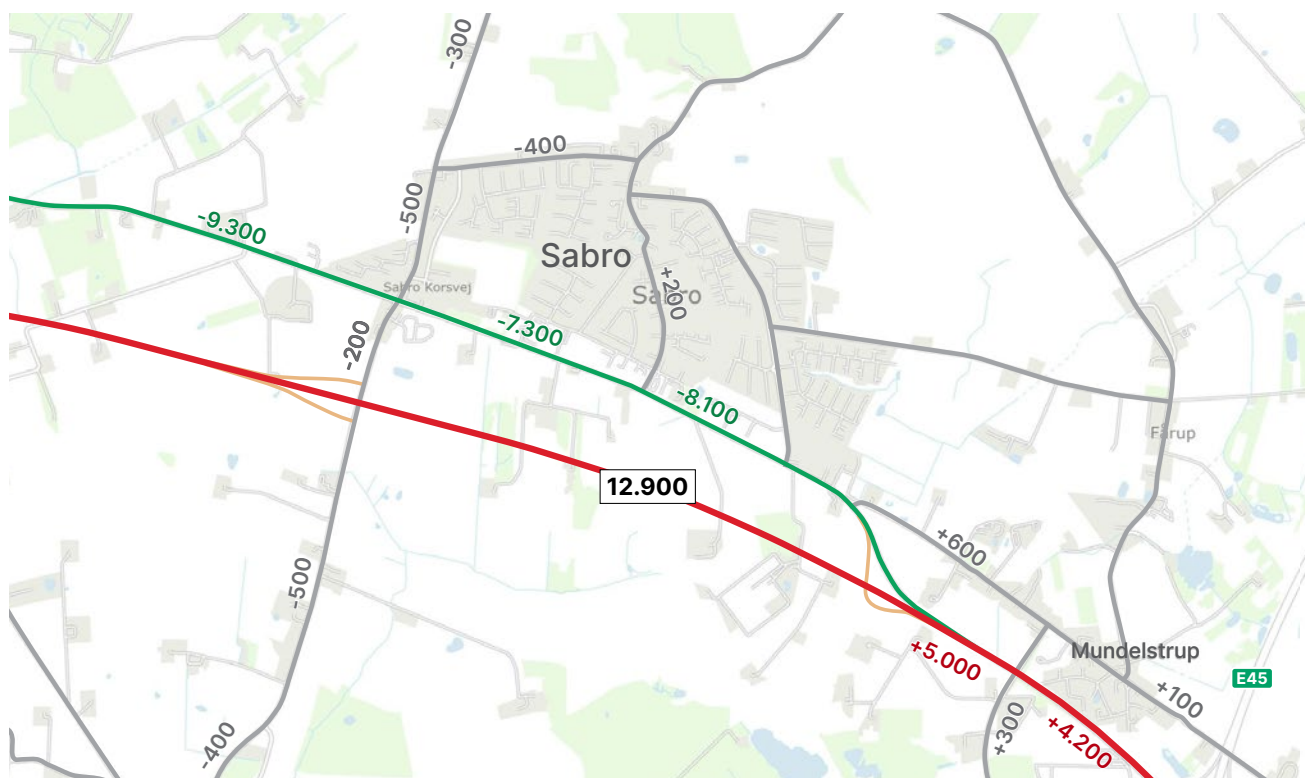 -300
-400
-500
-9.300
Sabro
Sabro
+200
Sabro Korsvej
-7.300
-200
-8.100
Fårup
12.900
+600
-500
Mundelstrup
+5.000
E45
+100
+300
+4.200
-400